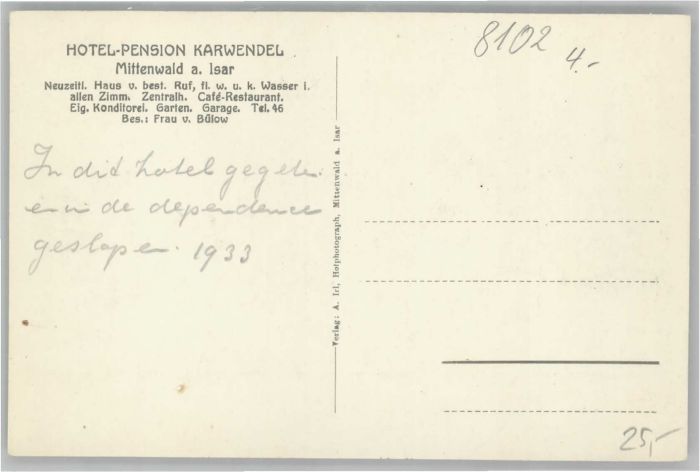 HOTEL-PENSION KARWENDEL
Mittenwald a. Isar
Neuzeitl. Haus v. best. Ruf, fl. w. u. k. Wasser i.
allen Zimm. Zentralh. Café-Restaurant.
Eig. Konditorei. Garten. Garage. Tel. 46
Bes.: Frau v. Bülow
8102 4.-
In dit hotel gegete.
en in de dependence
geslapen. 1933
Verlag: A. Irl, Hofphotograph, Mittenwald a. Isar
25,-